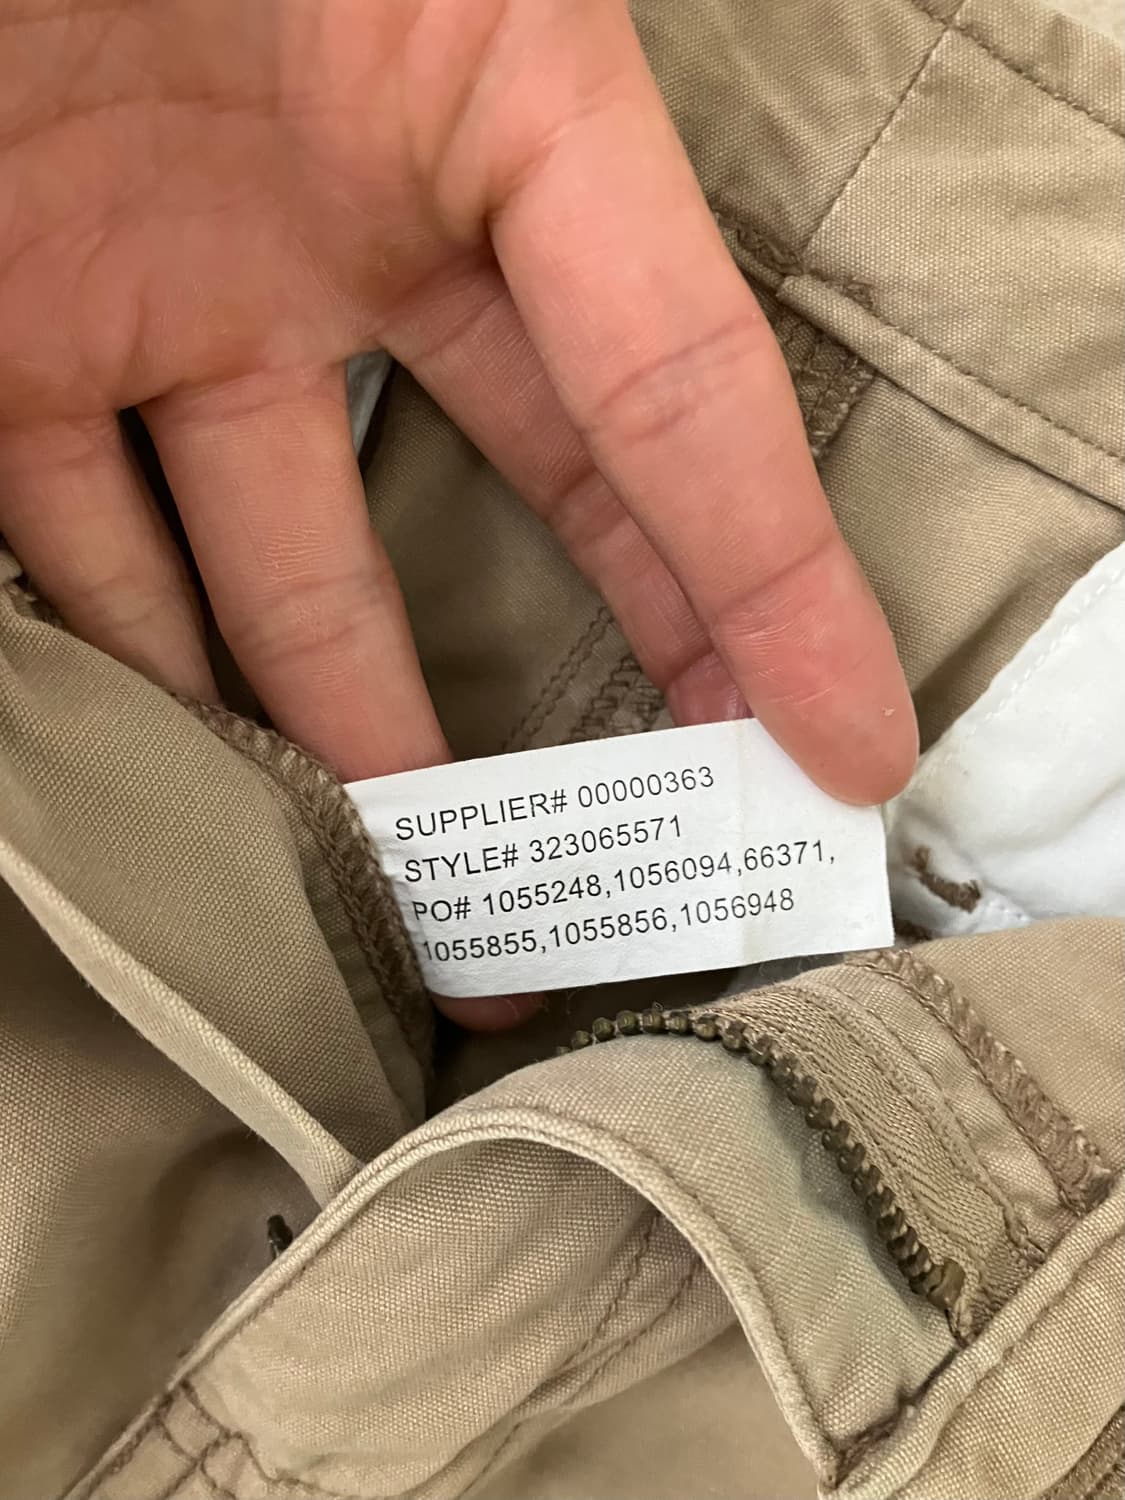 SUPPLIER# 00000363
STYLE# 323065571
PO# 1055248,1056094,66371,
1055855,1055856,1056948